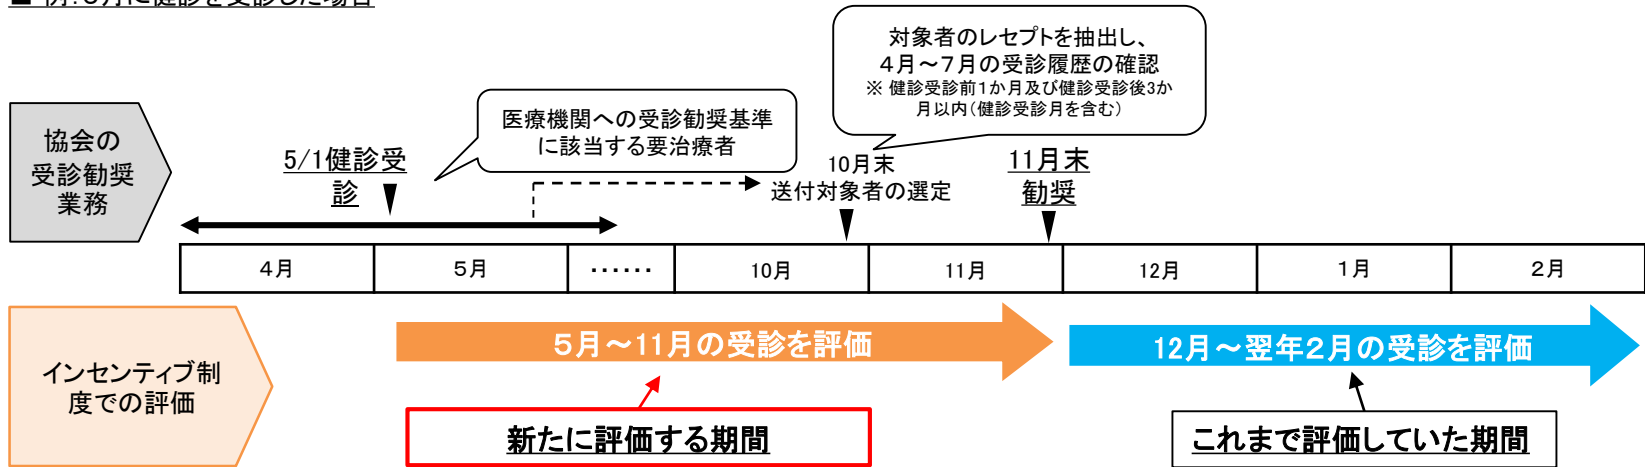 対象者のレセプトを抽出し、
４月～７月の受診履歴の確認
※ 健診受診前1か月及び健診受診後3か
月以内（健診受診月を含む）
協会の
受診勧奨
業務
5/1健診受
診
医療機関への受診勧奨基準
に該当する要治療者
10月末
送付対象者の選定
11月末
勧奨
４月
５月
……
10月
11月
12月
１月
２月
インセンティブ制
度での評価
５月～11月の受診を評価
12月～翌年２月の受診を評価
新たに評価する期間
これまで評価していた期間